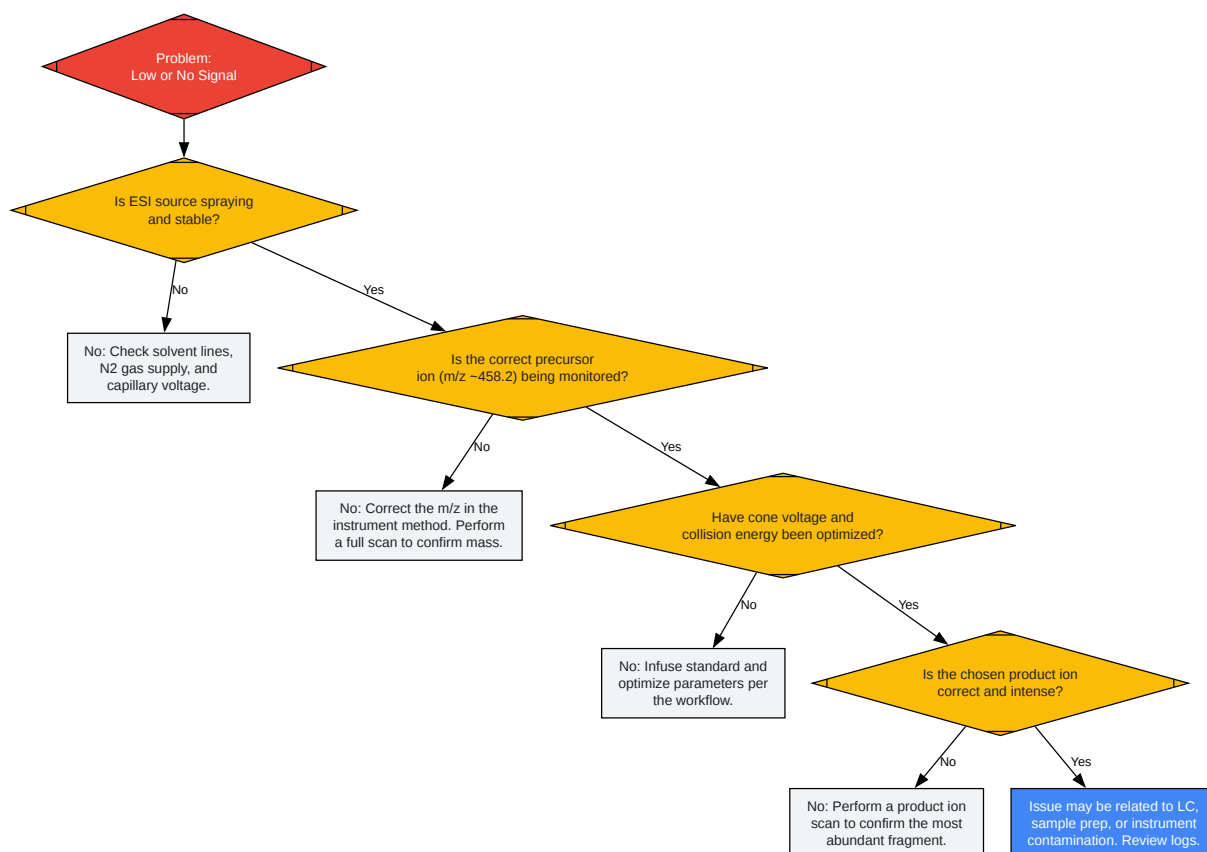 Problem:
Low or No Signal
Is ESI source spraying
and stable?
No
Yes
No: Check solvent lines,
N2 gas supply, and
capillary voltage.
Is the correct precursor
ion (m/z ~458.2) being monitored?
No
Yes
No: Correct the m/z in the
instrument method. Perform
a full scan to confirm mass.
Have cone voltage and
collision energy been optimized?
No
Yes
No: Infuse standard and
optimize parameters per
the workflow.
Is the chosen product ion
correct and intense?
No
Yes
No: Perform a product ion
scan to confirm the most
abundant fragment.
Issue may be related to LC,
sample prep, or instrument
contamination. Review logs.